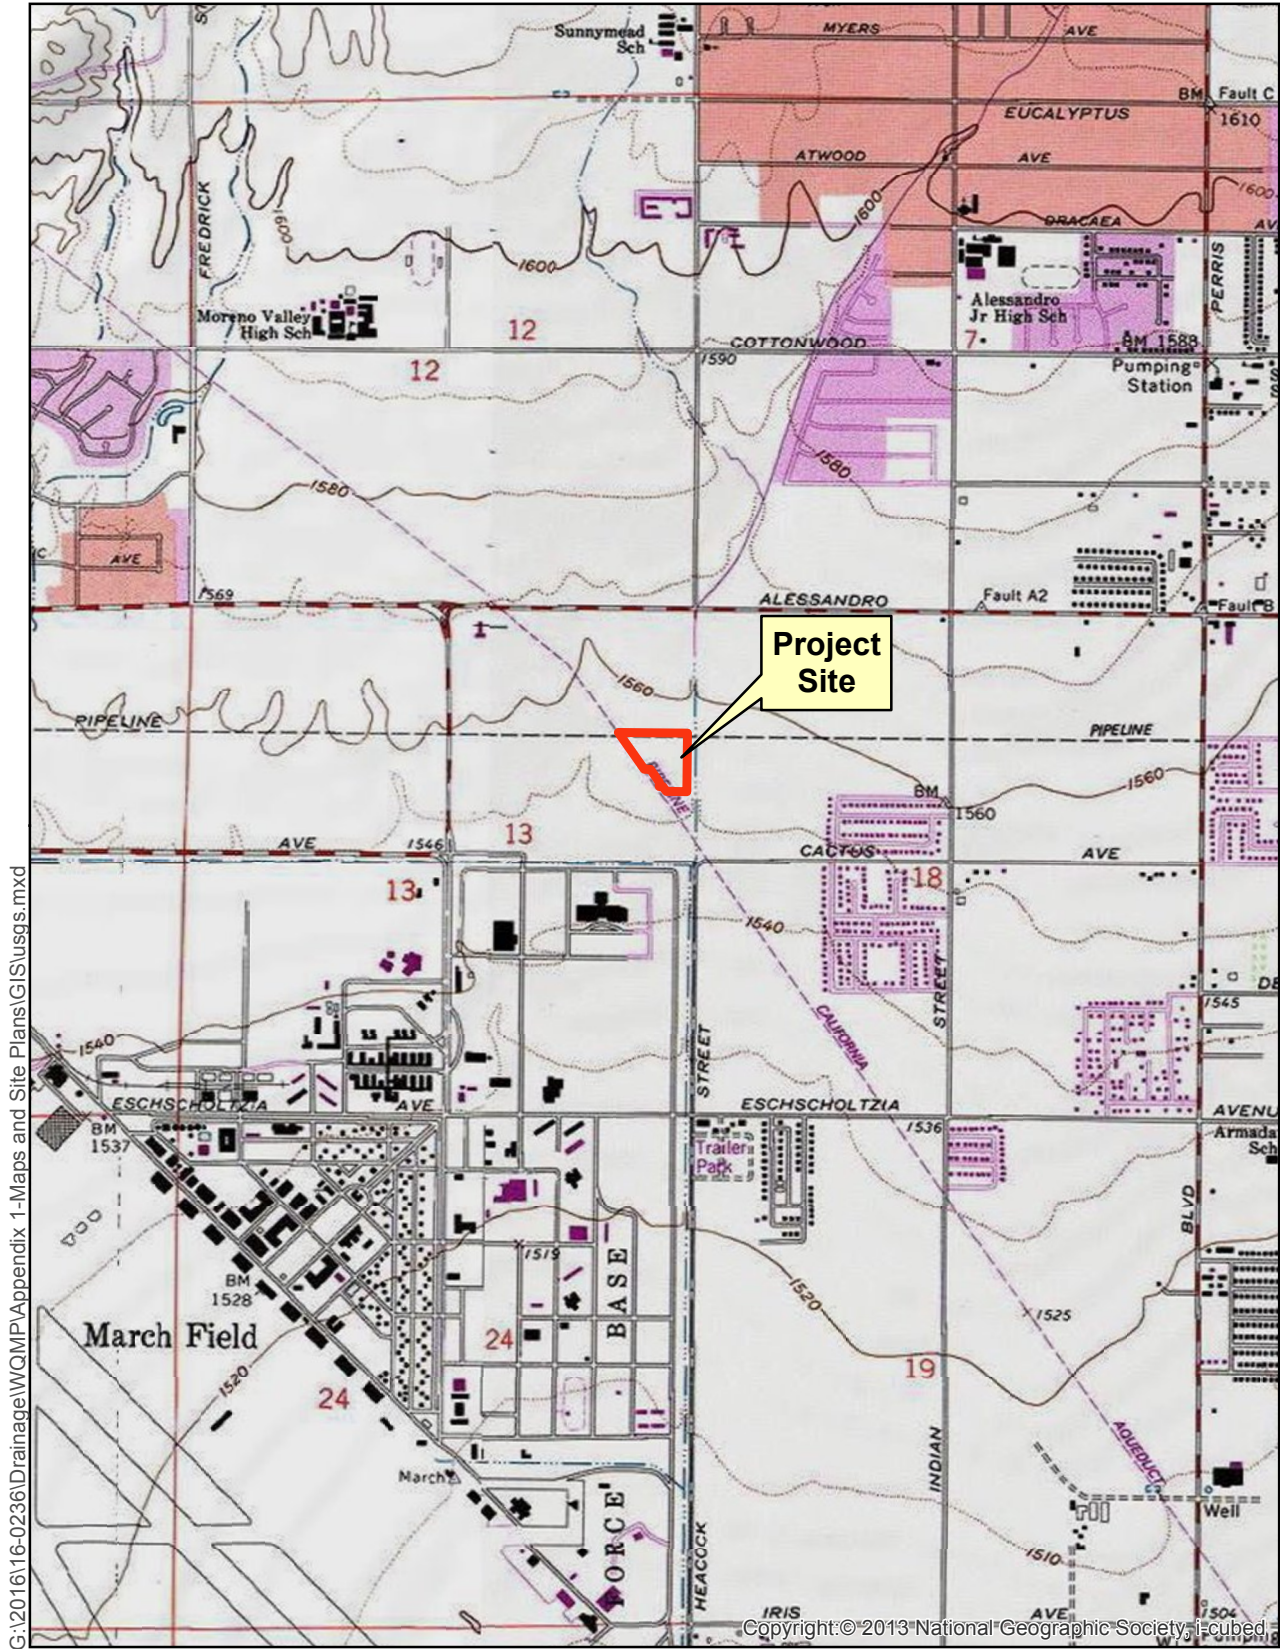 MYERS AVE
Sunnymead
Sch
BM Fault C
1610
EUCALYPTUS
ATWOOD AVE
1600
1600
DRACAEA AV
FREDRICK
1600
1600
PERRIS
Moreno Valley
High Sch
Alessandro
Jr High Sch
12
7
COTTONWOOD
BM 1588
12
1590
Pumping
Station
1580
1580
AVE
1569
ALESSANDRO
Fault A2
Fault B
Project
Site
1560
PIPELINE
PIPELINE
PIPELINE
1560
BM
1560
13
AVE
1546
CACTUS
AVE
13
18
1540
STREET
DE
1545
CALIFORNIA
1540
STREET
ESCHSCHOLTZIA AVE
ESCHSCHOLTZIA
AVENU
BM
1537
1536
Armada
Sch
Trailer
Park
BLVD
1519
BASE
BM
1528
1520
1525
March Field
24
19
1520
24
AQUEDUCT
INDIAN
March
Well
FORCE
HEACOCK
1510
IRIS
AVE
1504
Copyright:© 2013 National Geographic Society, i-cubed
G:\2016\16-0236\Drainage\WQMP\Appendix 1-Maps and Site Plans\GIS\usgs.mxd